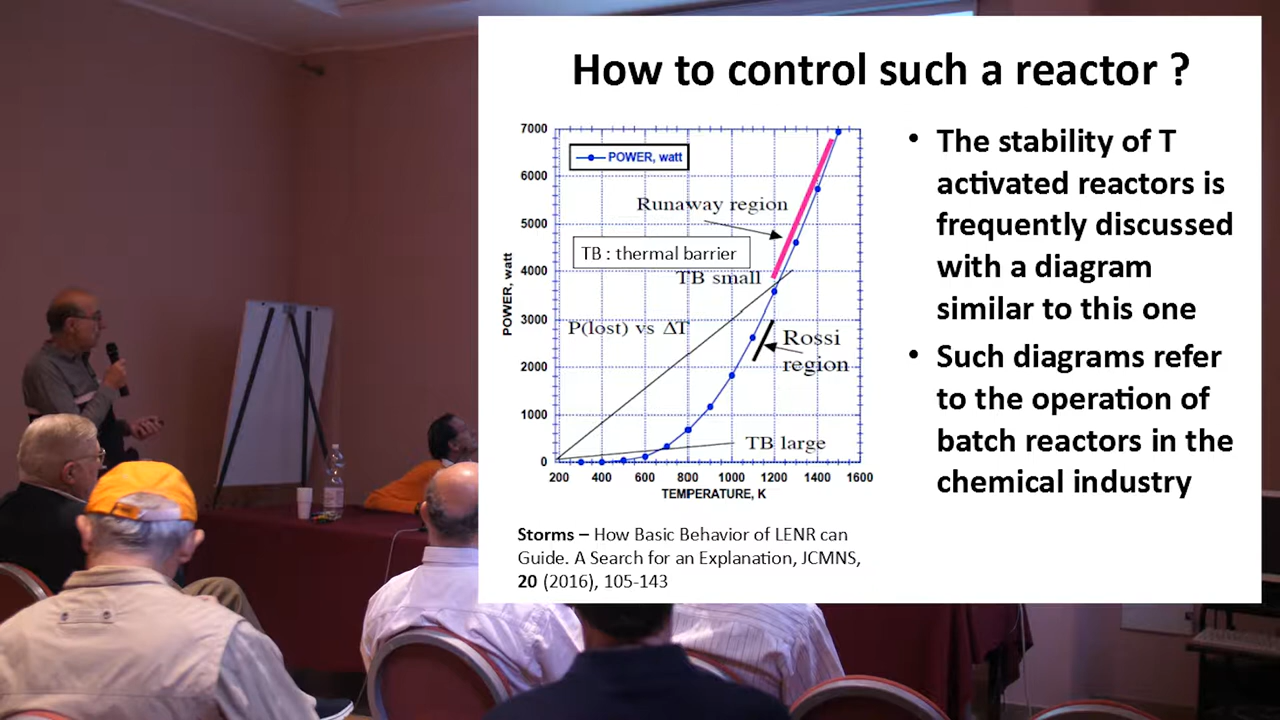 How to control such a reactor ?
7000
6000
5000
4000
3000
2000
1000
0
POWER, watt
POWER, watt
Runaway region
TB : thermal barrier
TB small
P(lost) vs ΔT
Rossi
region
TB large
200 400 600 800 1000 1200 1400 1600
TEMPERATURE, K
Storms – How Basic Behavior of LENR can
Guide. A Search for an Explanation, JCMNS,
20 (2016), 105-143
• The stability of T
activated reactors is
frequently discussed
with a diagram
similar to this one
• Such diagrams refer
to the operation of
batch reactors in the
chemical industry